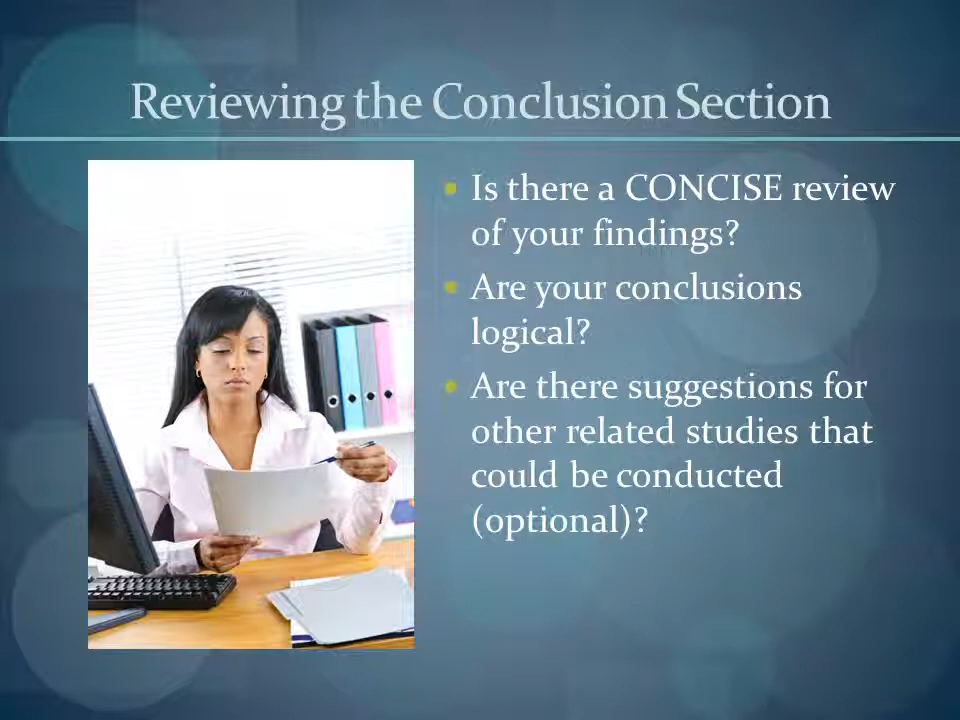 Reviewing the Conclusion Section
Is there a CONCISE review
of your findings?
Are your conclusions
logical?
Are there suggestions for
other related studies that
could be conducted
(optional)?